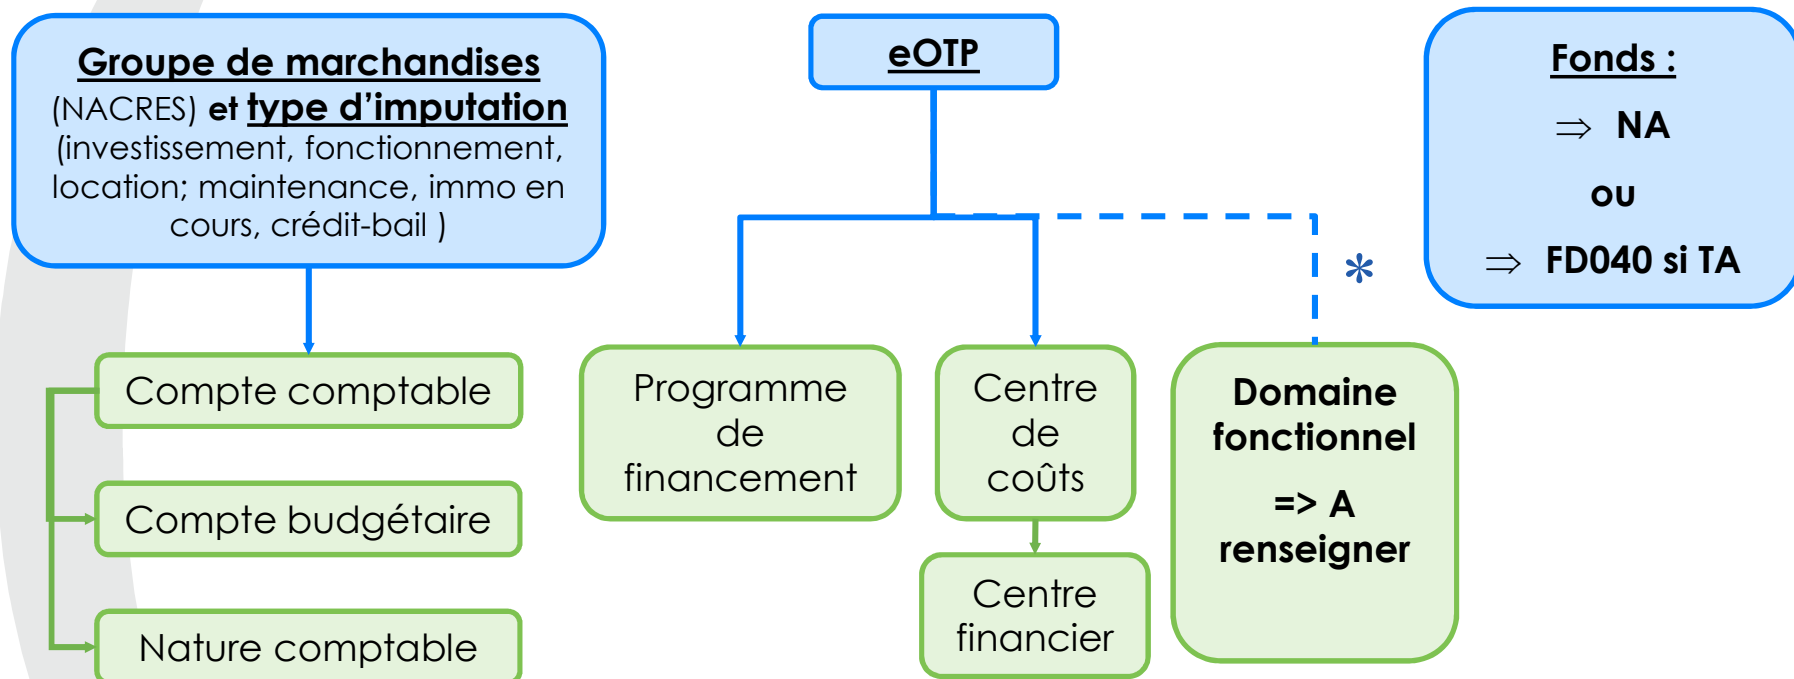 Groupe de marchandises
(NACRES) et type d’imputation
(investissement, fonctionnement,
location; maintenance, immo en
cours, crédit-bail )
Compte comptable
Compte budgétaire
Nature comptable
eOTP
*
Programme
de
financement
Centre
de
coûts
Centre
financier
Domaine
fonctionnel
=> A
renseigner
Fonds :
⇒ NA
ou
⇒ FD040 si TA